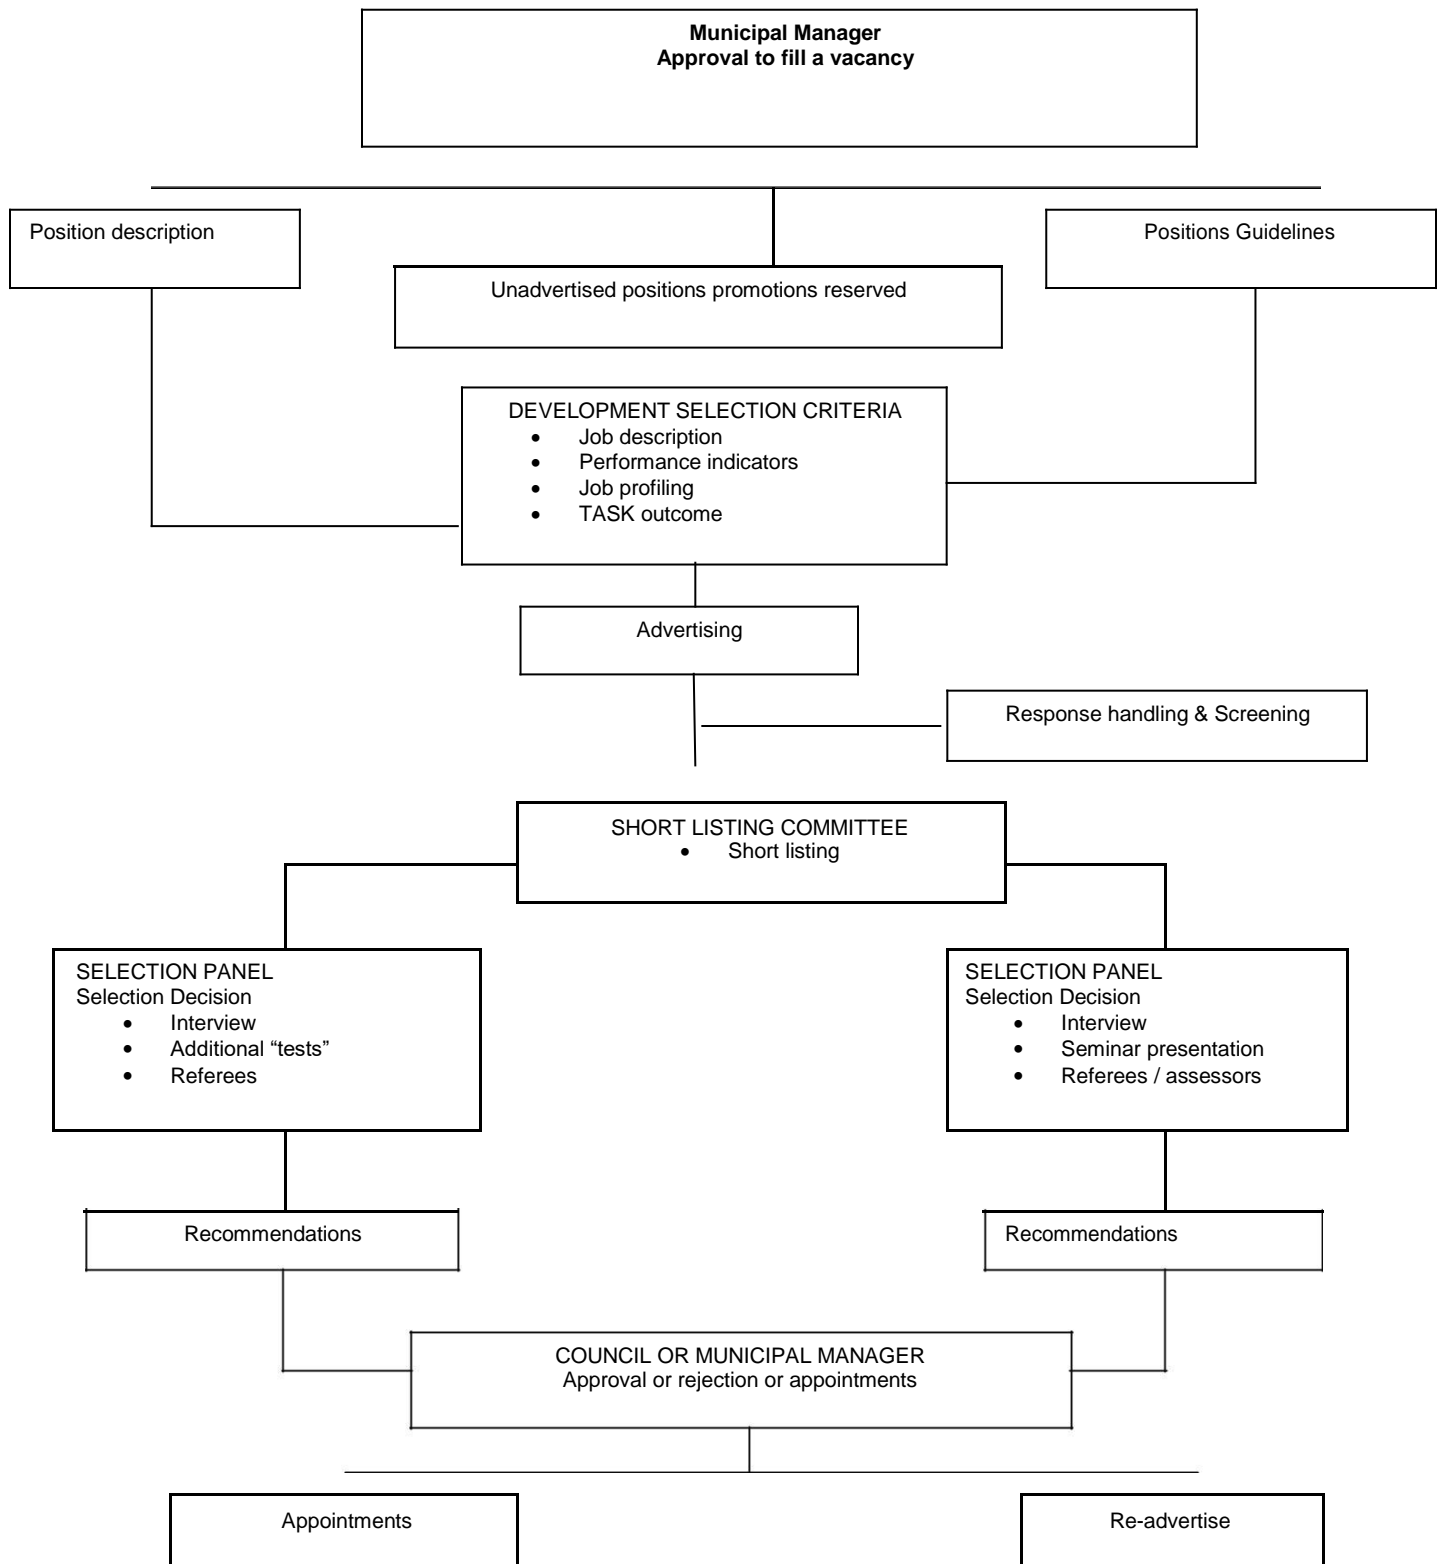 Municipal Manager
Approval to fill a vacancy
Position description
Positions Guidelines
Unadvertised positions promotions reserved
DEVELOPMENT SELECTION CRITERIA
• Job description
• Performance indicators
• Job profiling
• TASK outcome
Advertising
Response handling & Screening
SHORT LISTING COMMITTEE
• Short listing
SELECTION PANEL
Selection Decision
• Interview
• Additional “tests”
• Referees
SELECTION PANEL
Selection Decision
• Interview
• Seminar presentation
• Referees / assessors
Recommendations
Recommendations
COUNCIL OR MUNICIPAL MANAGER
Approval or rejection or appointments
Appointments
Re-advertise